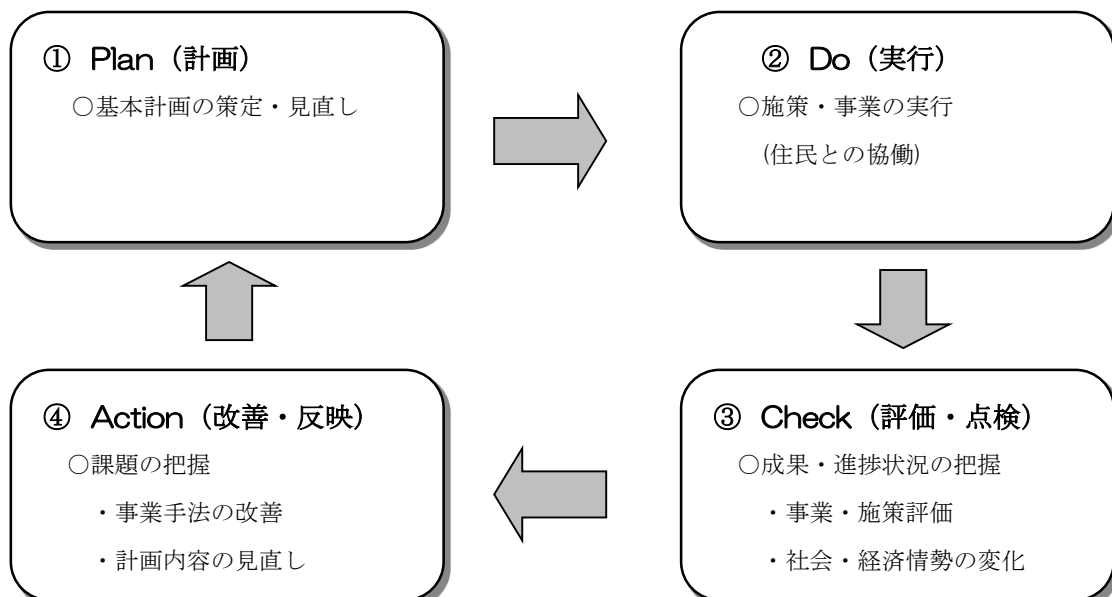 ① Plan（計画）
○基本計画の策定・見直し
② Do（実行）
○施策・事業の実行
(住民との協働)
③ Check（評価・点検）
○成果・進捗状況の把握
・事業・施策評価
・社会・経済情勢の変化
④ Action（改善・反映）
○課題の把握
・事業手法の改善
・計画内容の見直し